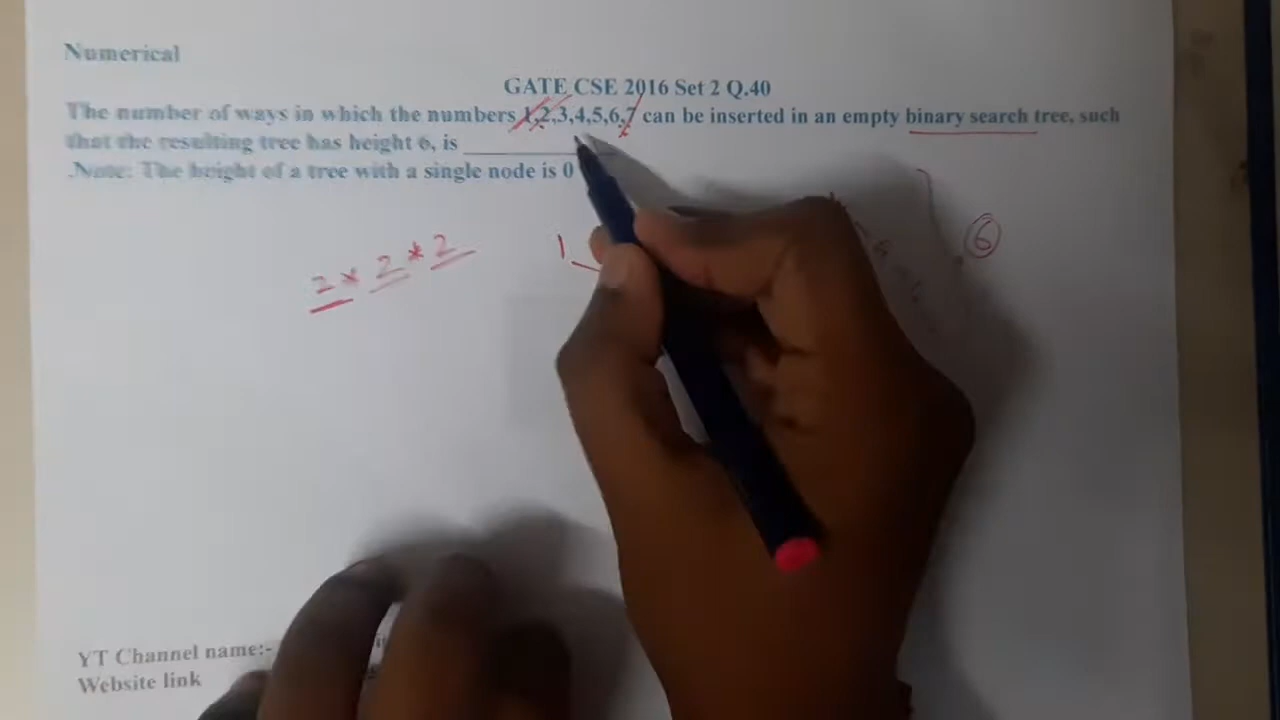 Numerical
GATE CSE 2016 Set 2 Q.40
The number of ways in which the numbers 1,2,3,4,5,6,7 can be inserted in an empty binary search tree, such
that the resulting tree has height 6, is ____________
Note: The height of a tree with a single node is 0
2 * 2 * 2
1
6
YT Channel name:-
Website link